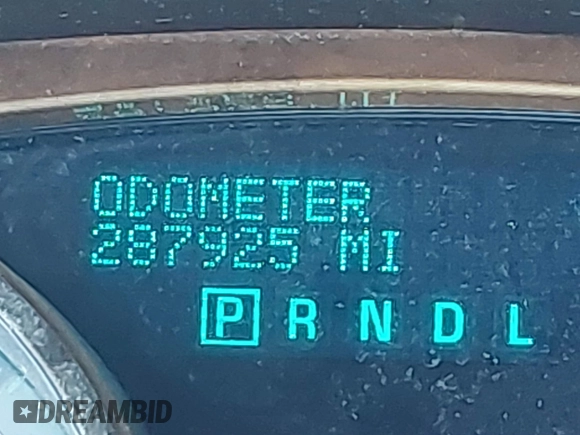 ODOMETER
287925 MI
P R N D L
DREAMBID